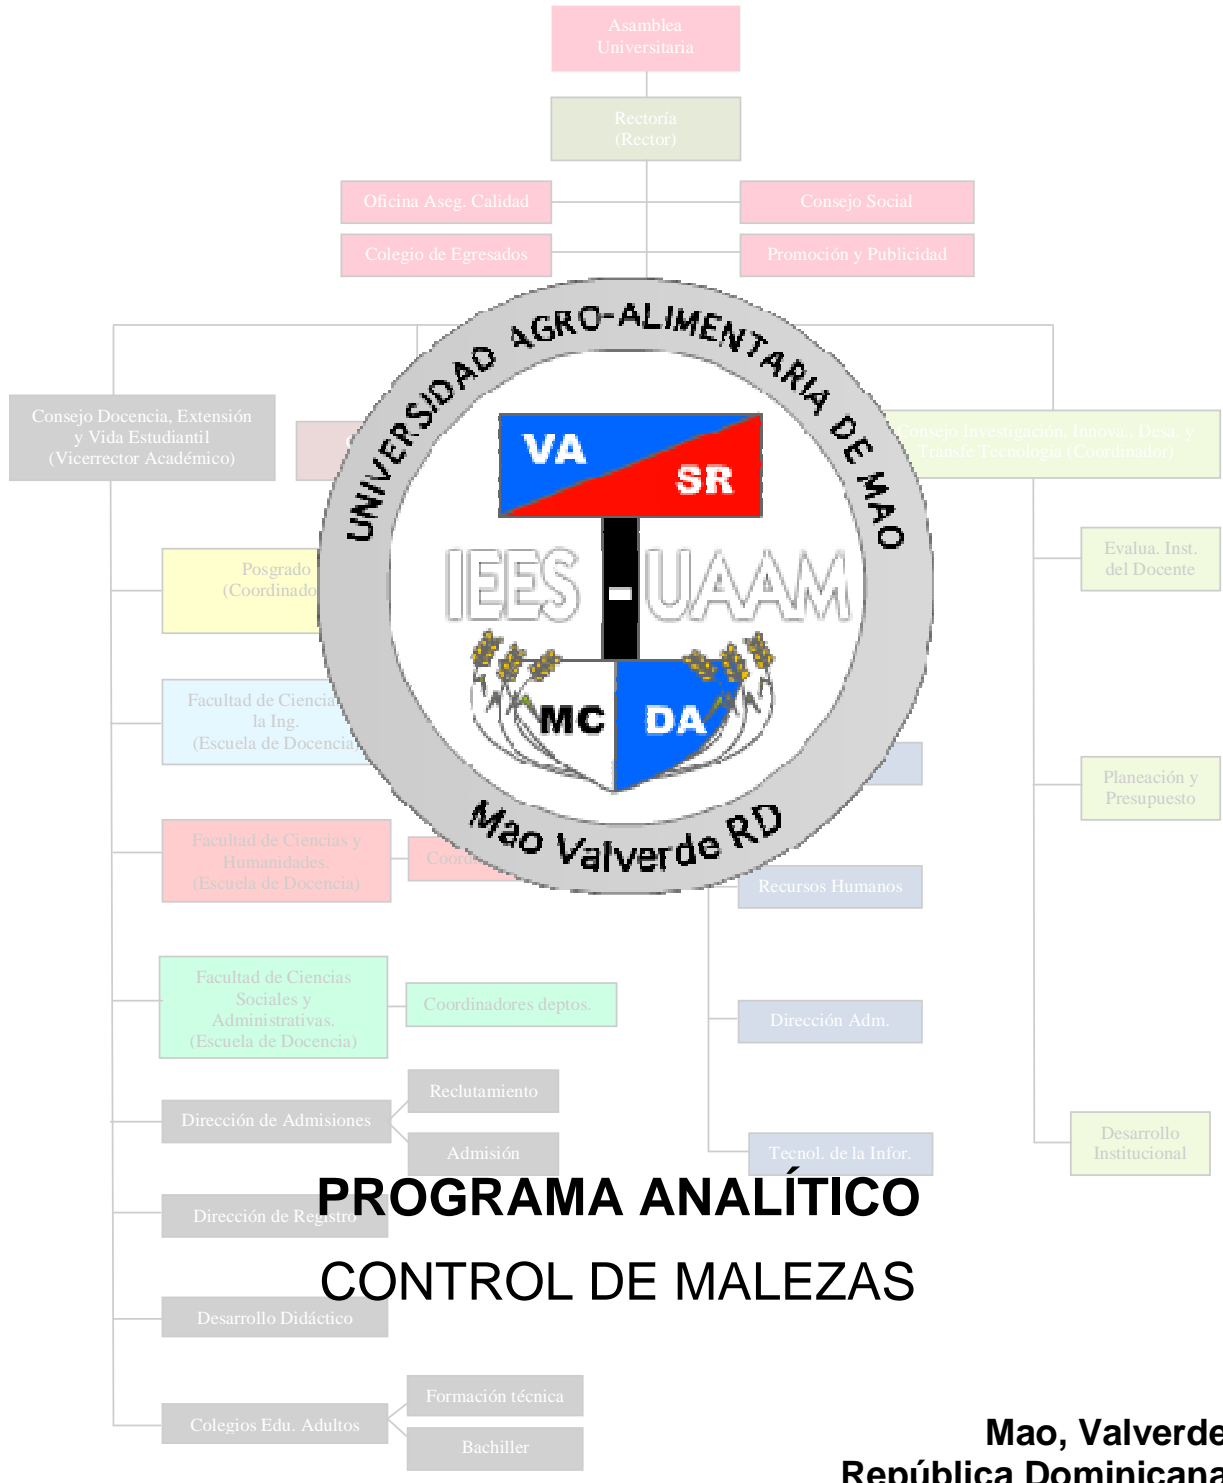 Asamblea
Universitaria
Rectoría
(Rector)
Oficina Aseg. Calidad
Consejo Social
Colegio de Egresados
Promoción y Publicidad
UNIVERSIDAD AGRO-ALIMENTARIA DE MAO
VA
SR
IEES - UAAM
MC
DA
Mao Valverde RD
Consejo Docencia, Extensión
y Vida Estudiantil
(Vicerrector Académico)
Consejo Investigación, Innova., Desa. y
Transfe Tecnología (Coordinador)
Evalua. Inst.
del Docente
Posgrado
(Coordinado
Facultad de Ciencia
la Ing.
(Escuela de Docencia)
Planeación y
Presupuesto
Facultad de Ciencias y
Humanidades.
(Escuela de Docencia)
Coord
Recursos Humanos
Facultad de Ciencias
Sociales y
Administrativas.
(Escuela de Docencia)
Coordinadores deptos.
Dirección Adm.
Reclutamiento
Dirección de Admisiones
Admisión
Tecnol. de la Infor.
Desarrollo
Institucional
PROGRAMA ANALÍTICO
Dirección de Registro
CONTROL DE MALEZAS
Desarrollo Didáctico
Formación técnica
Colegios Edu. Adultos
Bachiller
Mao, Valverde
República Dominicana